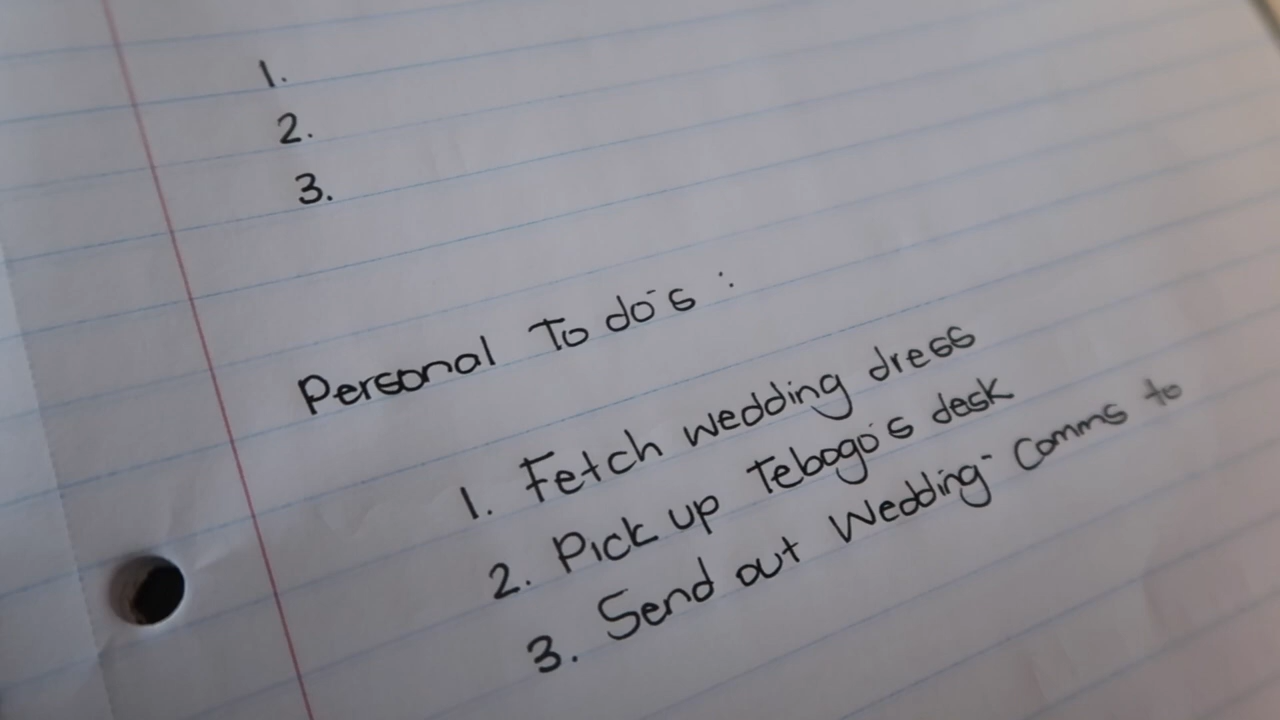 1.
2.
3.
Personal To do's :
1. Fetch wedding dress
2. Pick up Tebogo's desk
3. Send out Wedding Comms to